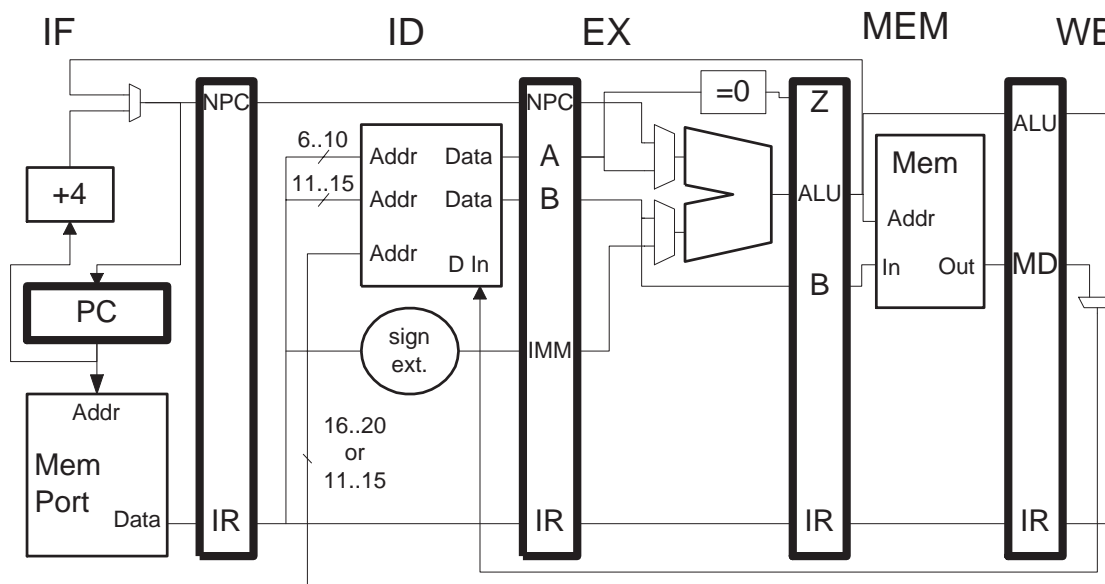 IF
ID
EX
MEM
WB
NPC
NPC
=0
Z
6..10
Addr
Data
A
ALU
Mem
11..15
Addr
Data
B
ALU
+4
Addr
Addr
D In
In
Out
MD
B
PC
sign
ext.
IMM
Addr
16..20
or
11..15
Mem
Port
Data
IR
IR
IR
IR